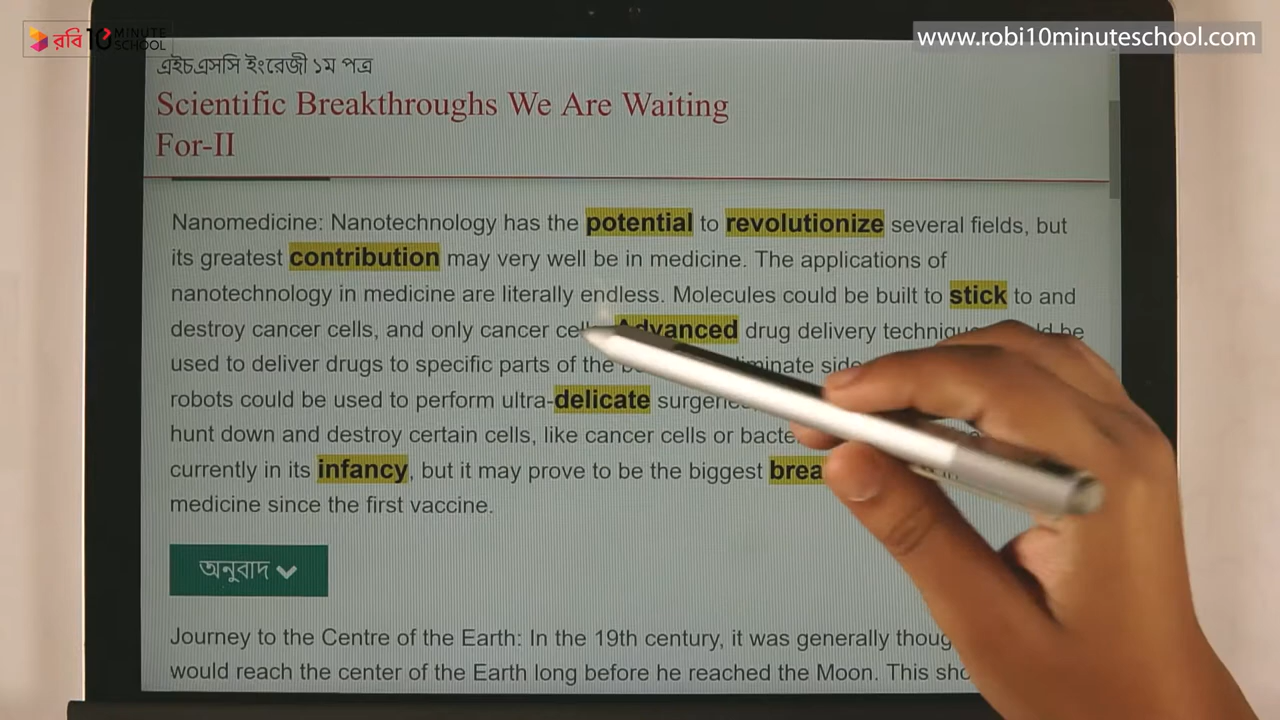 রবি 10 MINUTE SCHOOL
www.robi10minuteschool.com
এইচএসসি ইংরেজী ১ম পত্র
Scientific Breakthroughs We Are Waiting
For-II
Nanomedicine: Nanotechnology has the potential to revolutionize several fields, but
its greatest contribution may very well be in medicine. The applications of
nanotechnology in medicine are literally endless. Molecules could be built to stick to and
destroy cancer cells, and only cancer Advanced drug delivery be
used to deliver drugs to specific parts of the
robots could be used to perform ultra-delicate
hunt down and destroy certain cells, like cancer cells or
currently in its infancy, but it may prove to be the biggest
medicine since the first vaccine.
অনুবাদ
Journey to the Centre of the Earth: In the 19th century, it was generally
would reach the center of the Earth long before he reached the Moon. This